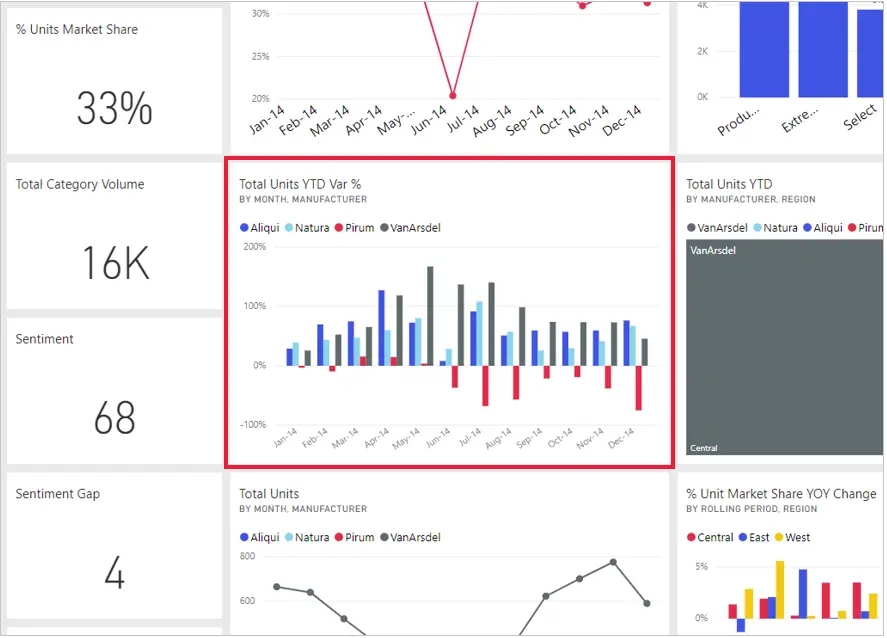 % Units Market Share
33%
Total Category Volume
16K
Sentiment
68
Sentiment Gap
4
30%
25%
20%
Jan-14 Feb-14 Mar-14 Apr-14 May-... Jun-14 Jul-14 Aug-14 Sep-14 Oct-14 Nov-14 Dec-14
Total Units YTD Var %
BY MONTH, MANUFACTURER
Aliqui Natura Pirum VanArsdel
200%
100%
0%
-100%
Jan-14 Feb-14 Mar-14 Apr-14 May-14 Jun-14 Jul-14 Aug-14 Sep-14 Oct-14 Nov-14 Dec-14
Total Units
BY MONTH, MANUFACTURER
Aliqui Natura Pirum VanArsdel
800
600
4K
2K
0K
Produ... Extre... Select
Total Units YTD
BY MANUFACTURER, REGION
VanArsdel Natura Aliqui Pirum
VanArsdel
Central
% Unit Market Share YOY Change
BY ROLLING PERIOD, REGION
Central East West
5%
0%